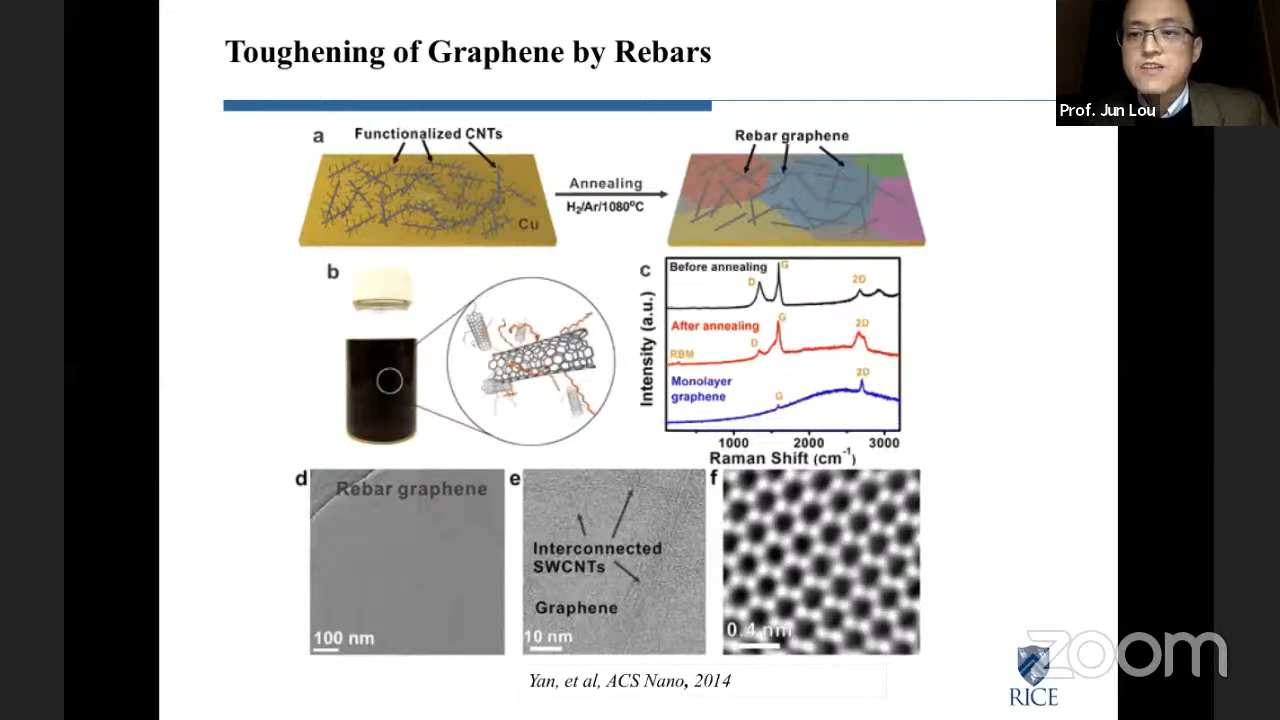 Toughening of Graphene by Rebars
Prof. Jun Lou
a
Functionalized CNTs
Cu
Annealing
H2/Ar/1080ºC
Rebar graphene
b
c
Before annealing
D
G
2D
After annealing
RBM
D
G
2D
Monolayer
graphene
G
2D
Intensity (a.u.)
1000 2000 3000
Raman Shift (cm-1)
d
Rebar graphene
100 nm
e
Interconnected
SWCNTs
Graphene
10 nm
f
0.4 nm
Yan, et al, ACS Nano, 2014
RICE
zoom